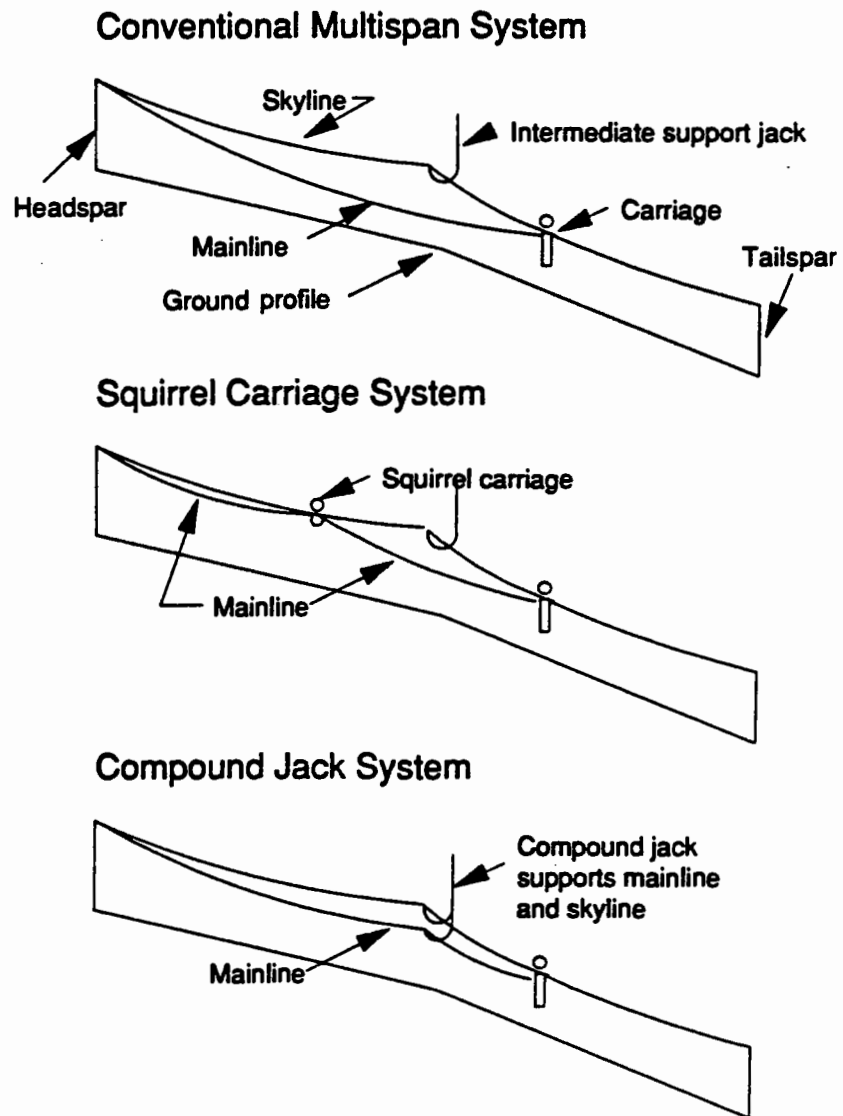 Conventional Multispan System
Skyline
Intermediate support jack
Headspar
Carriage
Mainline
Tailspar
Ground profile
Squirrel Carriage System
Squirrel carriage
Mainline
Compound Jack System
Compound jack
supports mainline
and skyline
Mainline